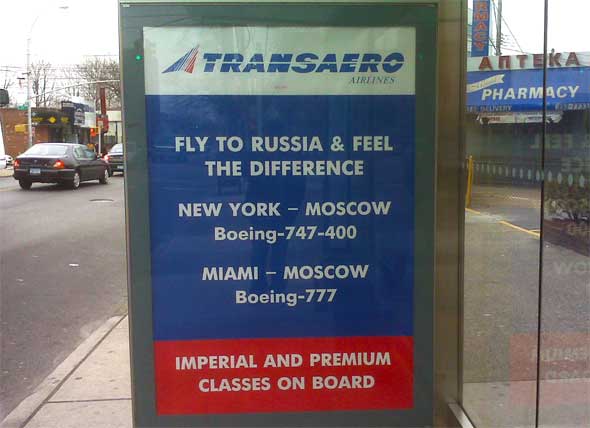 TRANSAERO
AIRLINES
FLY TO RUSSIA & FEEL
THE DIFFERENCE
NEW YORK – MOSCOW
Boeing-747-400
MIAMI – MOSCOW
Boeing-777
IMPERIAL AND PREMIUM
CLASSES ON BOARD
АПТЕКА
PHARMACY
DELIVERY